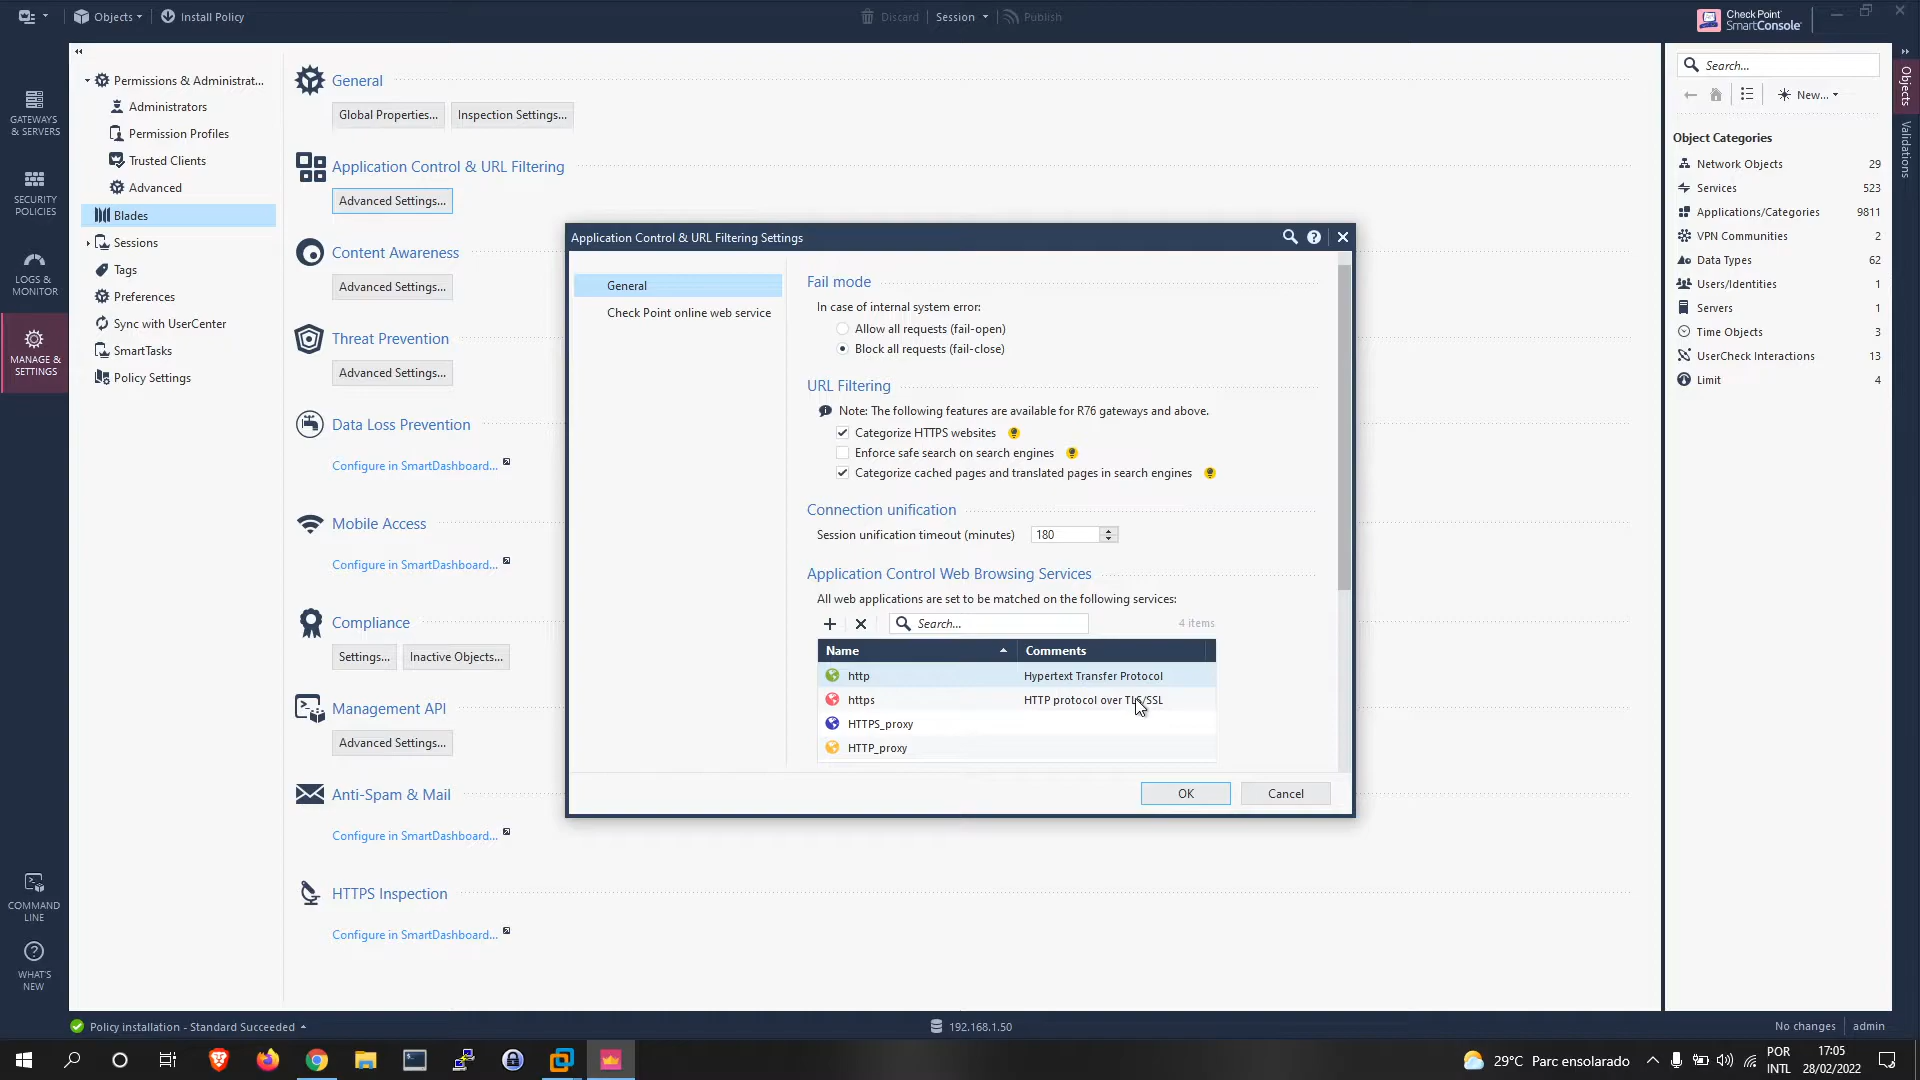 Objects
Install Policy
Discard
Session
Publish
Check Point
SmartConsole
GATEWAYS
& SERVERS
SECURITY
POLICIES
LOGS &
MONITOR
MANAGE &
SETTINGS
COMMAND
LINE
WHAT'S
NEW
Permissions & Administrat...
Administrators
Permission Profiles
Trusted Clients
Advanced
Blades
Sessions
Tags
Preferences
Sync with UserCenter
SmartTasks
Policy Settings
General
Global Properties...
Inspection Settings...
Application Control & URL Filtering
Advanced Settings...
Content Awareness
Advanced Settings...
Threat Prevention
Advanced Settings...
Data Loss Prevention
Configure in SmartDashboard...
Mobile Access
Configure in SmartDashboard...
Compliance
Settings...
Inactive Objects...
Management API
Advanced Settings...
Anti-Spam & Mail
Configure in SmartDashboard...
HTTPS Inspection
Configure in SmartDashboard...
Application Control & URL Filtering Settings
General
Check Point online web service
Fail mode
In case of internal system error:
Allow all requests (fail-open)
Block all requests (fail-close)
URL Filtering
Note: The following features are available for R76 gateways and above.
Categorize HTTPS websites
Enforce safe search on search engines
Categorize cached pages and translated pages in search engines
Connection unification
Session unification timeout (minutes) 180
Application Control Web Browsing Services
All web applications are set to be matched on the following services:
Search...
4 items
Name Comments
http Hypertext Transfer Protocol
https HTTP protocol over TLS/SSL
HTTPS_proxy
HTTP_proxy
OK
Cancel
Search...
New...
Object Categories
Network Objects 29
Services 523
Applications/Categories 9811
VPN Communities 2
Data Types 62
Users/Identities 1
Servers 1
Time Objects 3
UserCheck Interactions 13
Limit 4
Objects
Validations
Policy installation - Standard Succeeded
192.168.1.50
No changes
admin
29°C Parc ensolarado
POR
INTL
17:05
28/02/2022